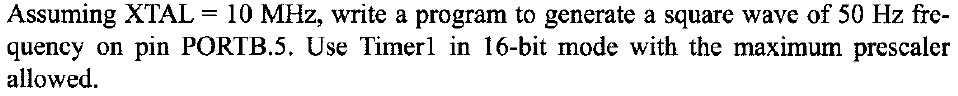 Assuming XTAL = 10 MHz, write a program to generate a square wave of 50 Hz fre-
quency on pin PORTB.5. Use Timer1 in 16-bit mode with the maximum prescaler
allowed.